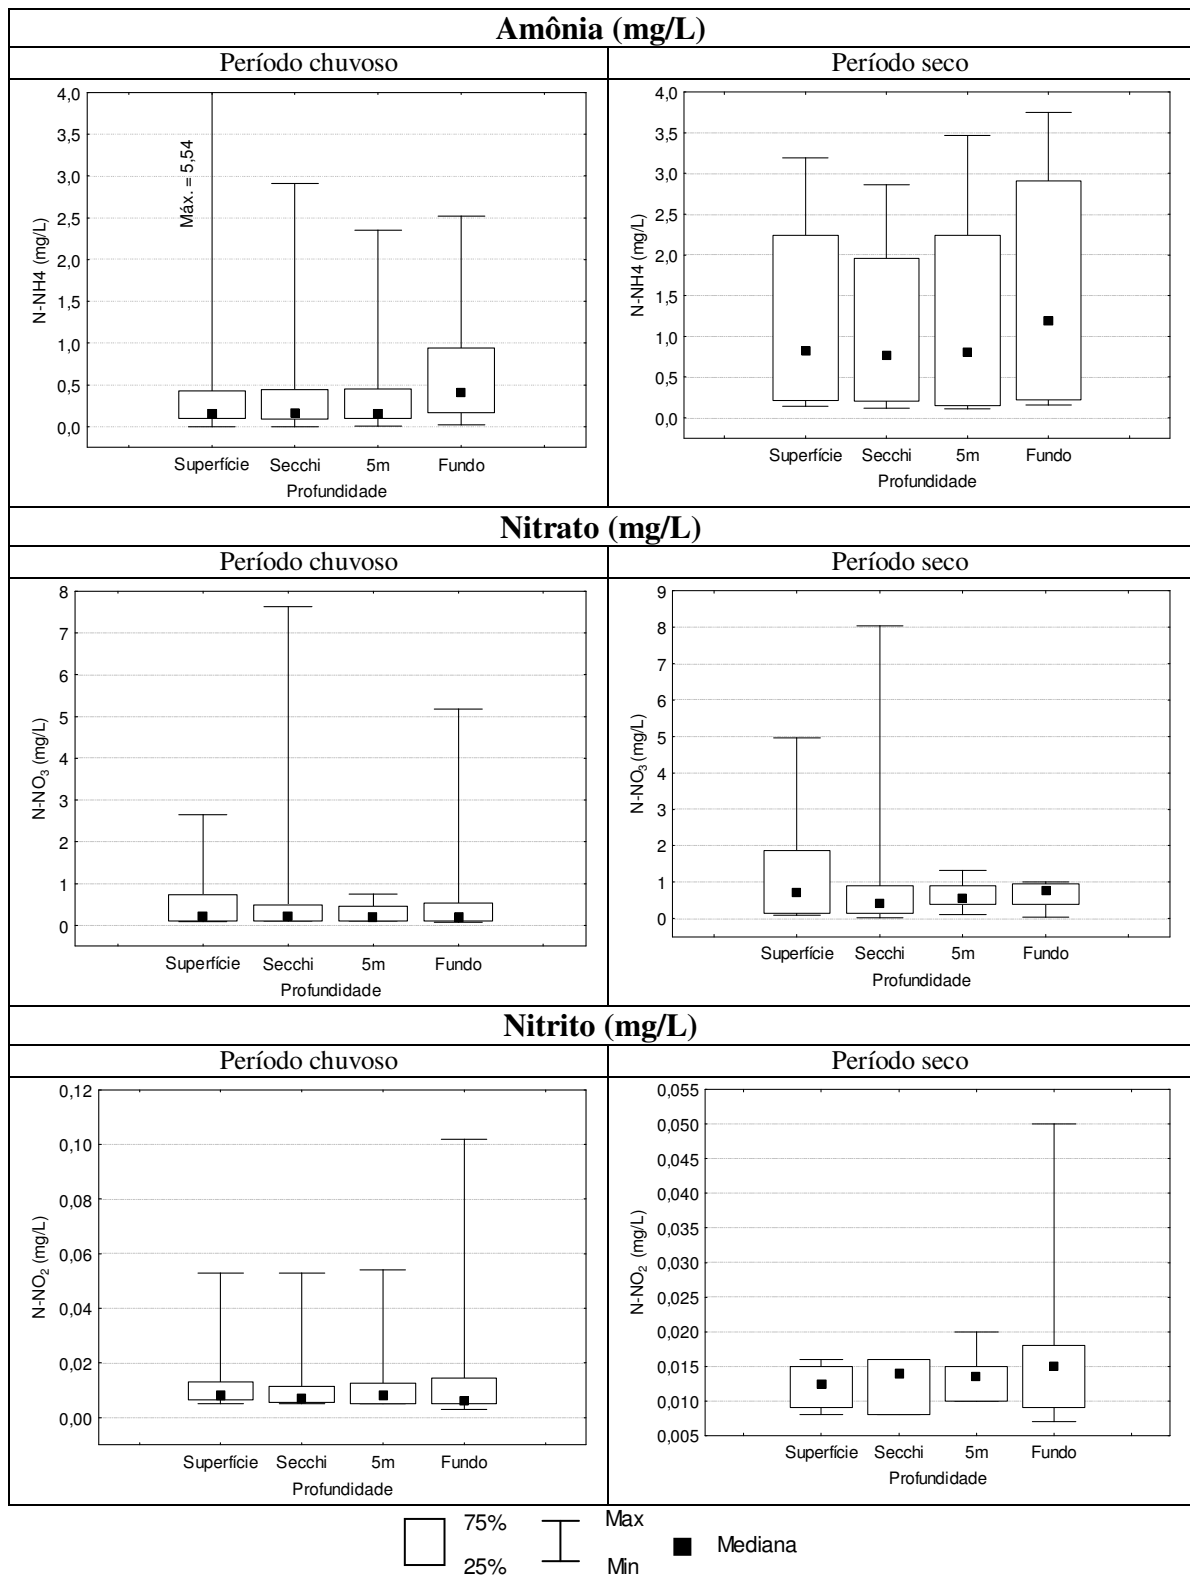 Amônia (mg/L)
Período chuvoso
Período seco
4,0
3,5
3,0
2,5
2,0
1,5
1,0
0,5
0,0
N-NH4 (mg/L)
Máx. = 5,54
Superfície Secchi 5m Fundo
Profundidade
4,0
3,5
3,0
2,5
2,0
1,5
1,0
0,5
0,0
N-NH4 (mg/L)
Superfície Secchi 5m Fundo
Profundidade
Nitrato (mg/L)
Período chuvoso
Período seco
8
7
6
5
4
3
2
1
0
N-NO3 (mg/L)
Superfície Secchi 5m Fundo
Profundidade
9
8
7
6
5
4
3
2
1
0
N-NO3 (mg/L)
Superfície Secchi 5m Fundo
Profundidade
Nitrito (mg/L)
Período chuvoso
Período seco
0,12
0,10
0,08
0,06
0,04
0,02
0,00
N-NO2 (mg/L)
Superfície Secchi 5m Fundo
Profundidade
0,055
0,050
0,045
0,040
0,035
0,030
0,025
0,020
0,015
0,010
0,005
N-NO2 (mg/L)
Superfície Secchi 5m Fundo
Profundidade
75%
25%
Max
Min
Mediana